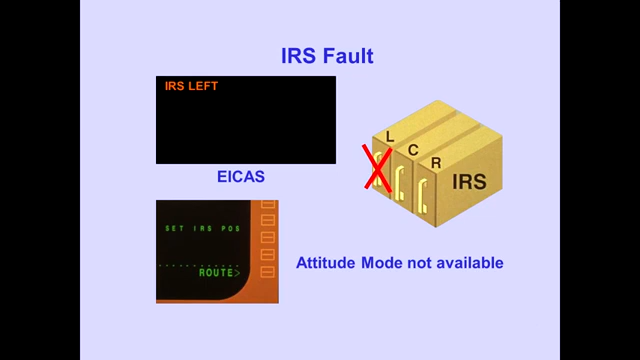 IRS Fault
IRS LEFT
EICAS
L
C
R
IRS
SET IRS POS
ROUTE>
Attitude Mode not available